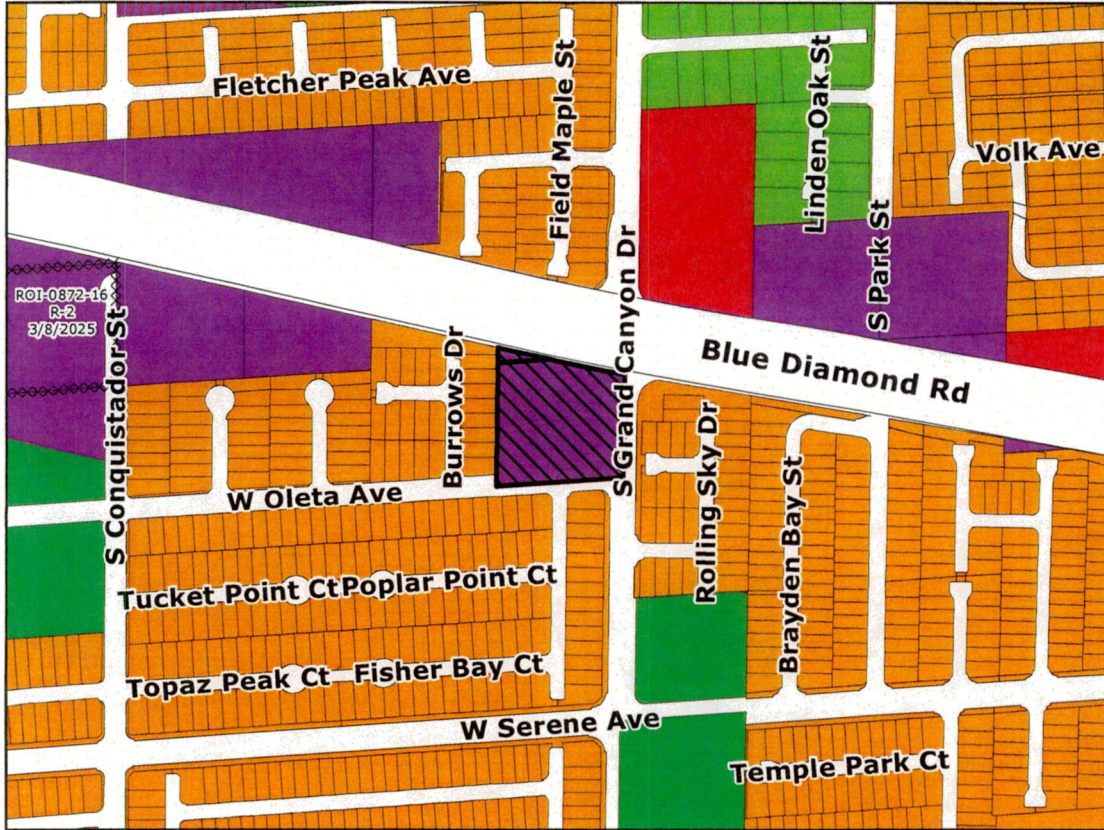 Fletcher Peak Ave
Field Maple St
Linden Oak St
Volk Ave
S Park St
S Grand Canyon Dr
Blue Diamond Rd
ROI-0872-16
R-2
3/8/2025
S Conquistador St
Burrows Dr
W Oleta Ave
Rolling Sky Dr
Brayden Bay St
Tucket Point Ct
Poplar Point Ct
Topaz Peak Ct
Fisher Bay Ct
W Serene Ave
Temple Park Ct